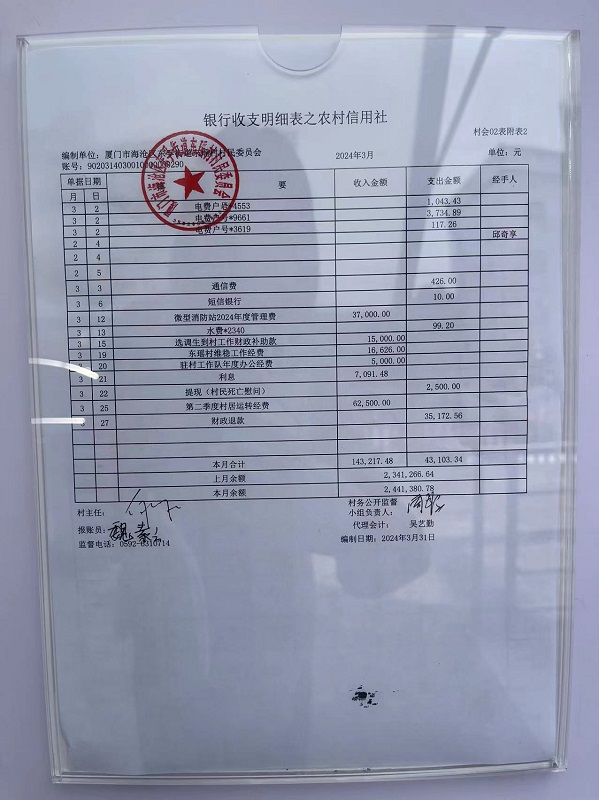 银行收支明细表之农村信用社
村会02表附表2
编制单位: 厦门市海沧区东 村民委员会 2024年3月 单位: 元
账号:
单据日期 要 收入金额 支出金额 经手人
月 日
3 2 电费户号*4553 1,043.43
3 2 电费户号*9661 3,734.89
3 2 电费户号*3619 117.26
2 4 邱奇享
2 4
2 5
3 3 通信费 426.00
3 6 短信银行 10.00
3 12 微型消防站2024年度管理费 37,000.00
3 13 水费*2340 99.20
3 15 选调生到村工作财政补助款 15,000.00
3 19 东瑶村维稳工作经费 16,626.00
20 驻村工作队年度办公经费 5,000.00
3 21 利息 7,091.48
3 22 提现(村民死亡慰问) 2,500.00
3 25 第二季度村居运转经费 62,500.00
27 财政退款 35,172.56
本月合计 143,217.48 43,103.34
上月余额 2,341,266.64
本月余额 2,441,380.78
村主任: 村务公开监督
小组负责人:
报账员: 代理会计: 吴艺勤
监督电话: 0592-6310714 编制日期: 2024年3月31日